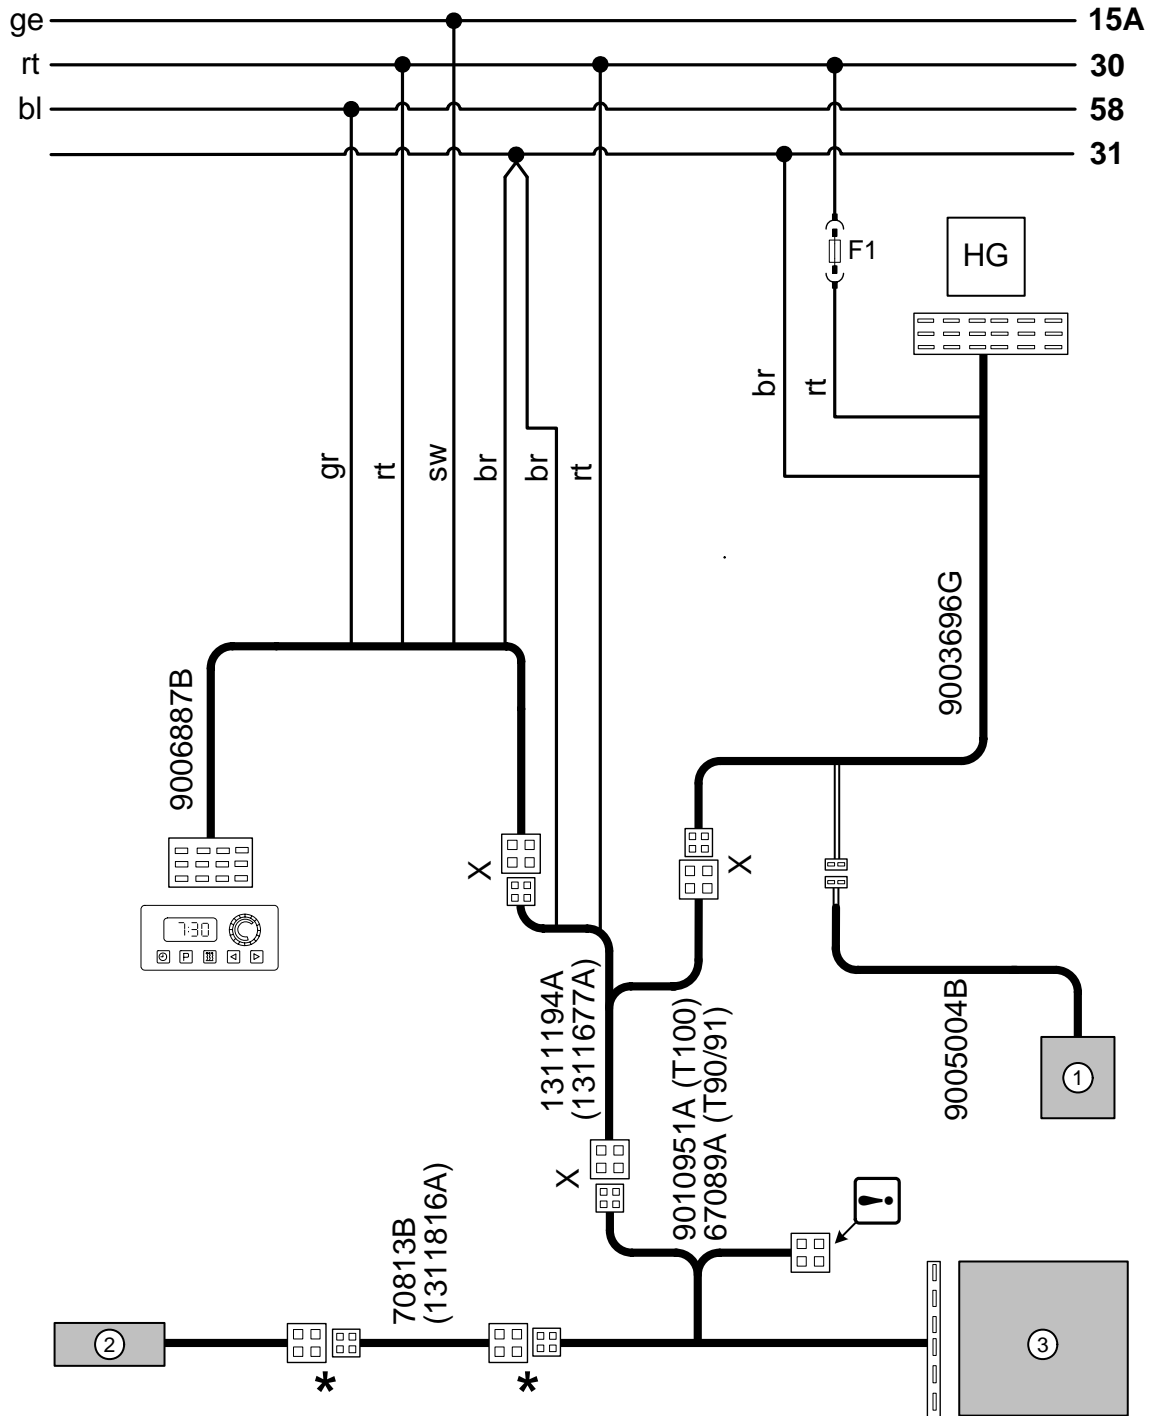 ge
15A
rt
30
bl
58
31
F1
HG
br
rt
gr
rt
sw
br
br
rt
9003696G
9006887B
X
X
7:30
P
1311194A
(1311677A)
9010951A (T100)
67089A (T90/91)
9005004B
1
X
!
70813B
(1311816A)
2
3
*
*